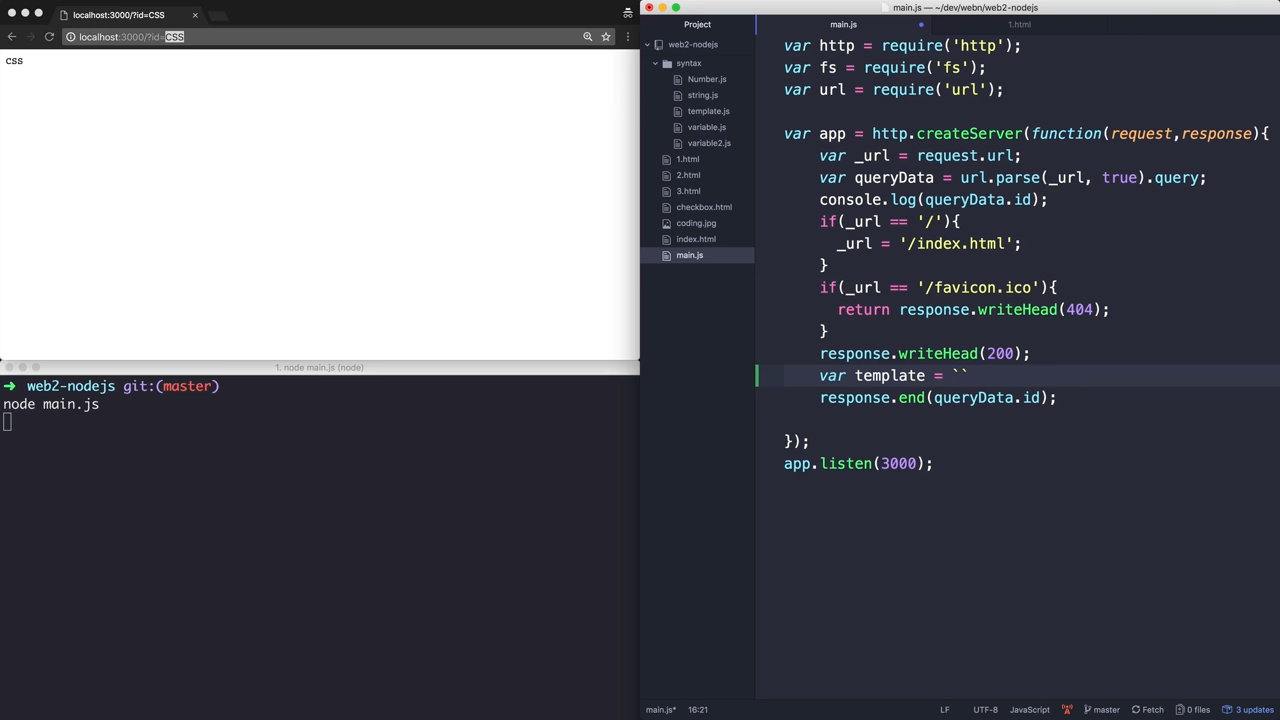 localhost:3000/?id=CSS
localhost:3000/?id=CSS
css
1. node main.js (node)
➜ web2-nodejs git:(master)
node main.js
main.js — ~/dev/webn/web2-nodejs
Project
web2-nodejs
syntax
Number.js
string.js
template.js
variable.js
variable2.js
1.html
2.html
3.html
checkbox.html
coding.jpg
index.html
main.js
main.js
1.html
var http = require('http');
var fs = require('fs');
var url = require('url');
var app = http.createServer(function(request,response){
var _url = request.url;
var queryData = url.parse(_url, true).query;
console.log(queryData.id);
if(_url == '/'){
_url = '/index.html';
}
if(_url == '/favicon.ico'){
return response.writeHead(404);
}
response.writeHead(200);
var template = ``
response.end(queryData.id);
});
app.listen(3000);
main.js* 16:21 LF UTF-8 JavaScript master Fetch 0 files 3 updates